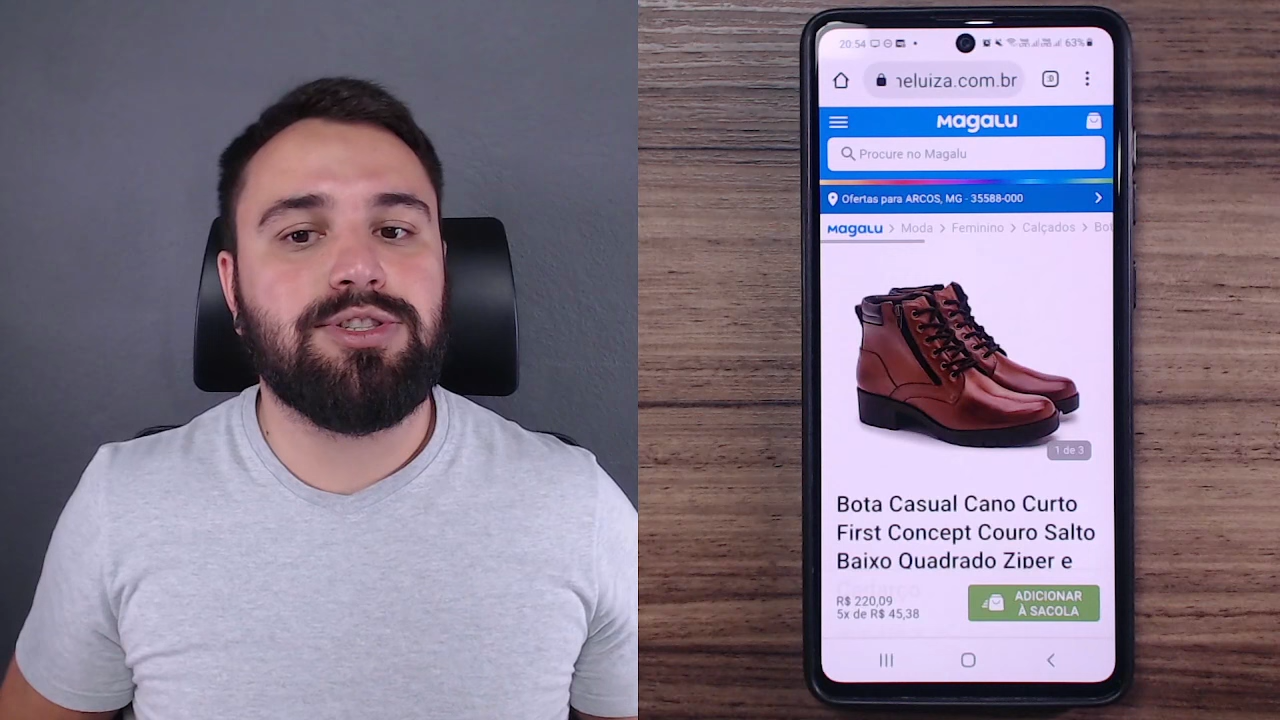 20:54
63%
neluiza.com.br
:D
Magalu
Procure no Magalu
Ofertas para ARCOS, MG - 35588-000
Magalu > Moda > Feminino > Calçados > Bot
1 de 3
Bota Casual Cano Curto
First Concept Couro Salto
Baixo Quadrado Ziper e
R$ 220,09
5x de R$ 45,38
ADICIONAR
À SACOLA